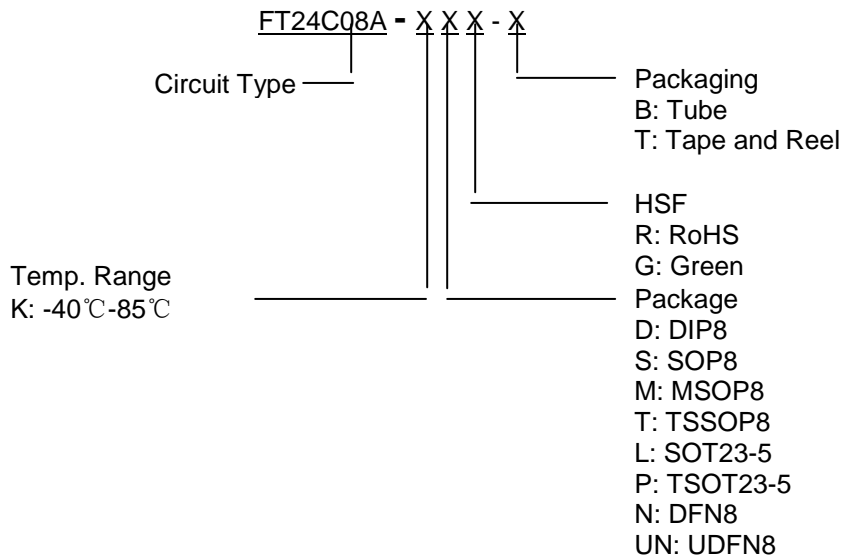 FT24C08A - X X X - X
Circuit Type
Packaging
B: Tube
T: Tape and Reel
HSF
R: RoHS
G: Green
Temp. Range
K: -40℃-85℃
Package
D: DIP8
S: SOP8
M: MSOP8
T: TSSOP8
L: SOT23-5
P: TSOT23-5
N: DFN8
UN: UDFN8